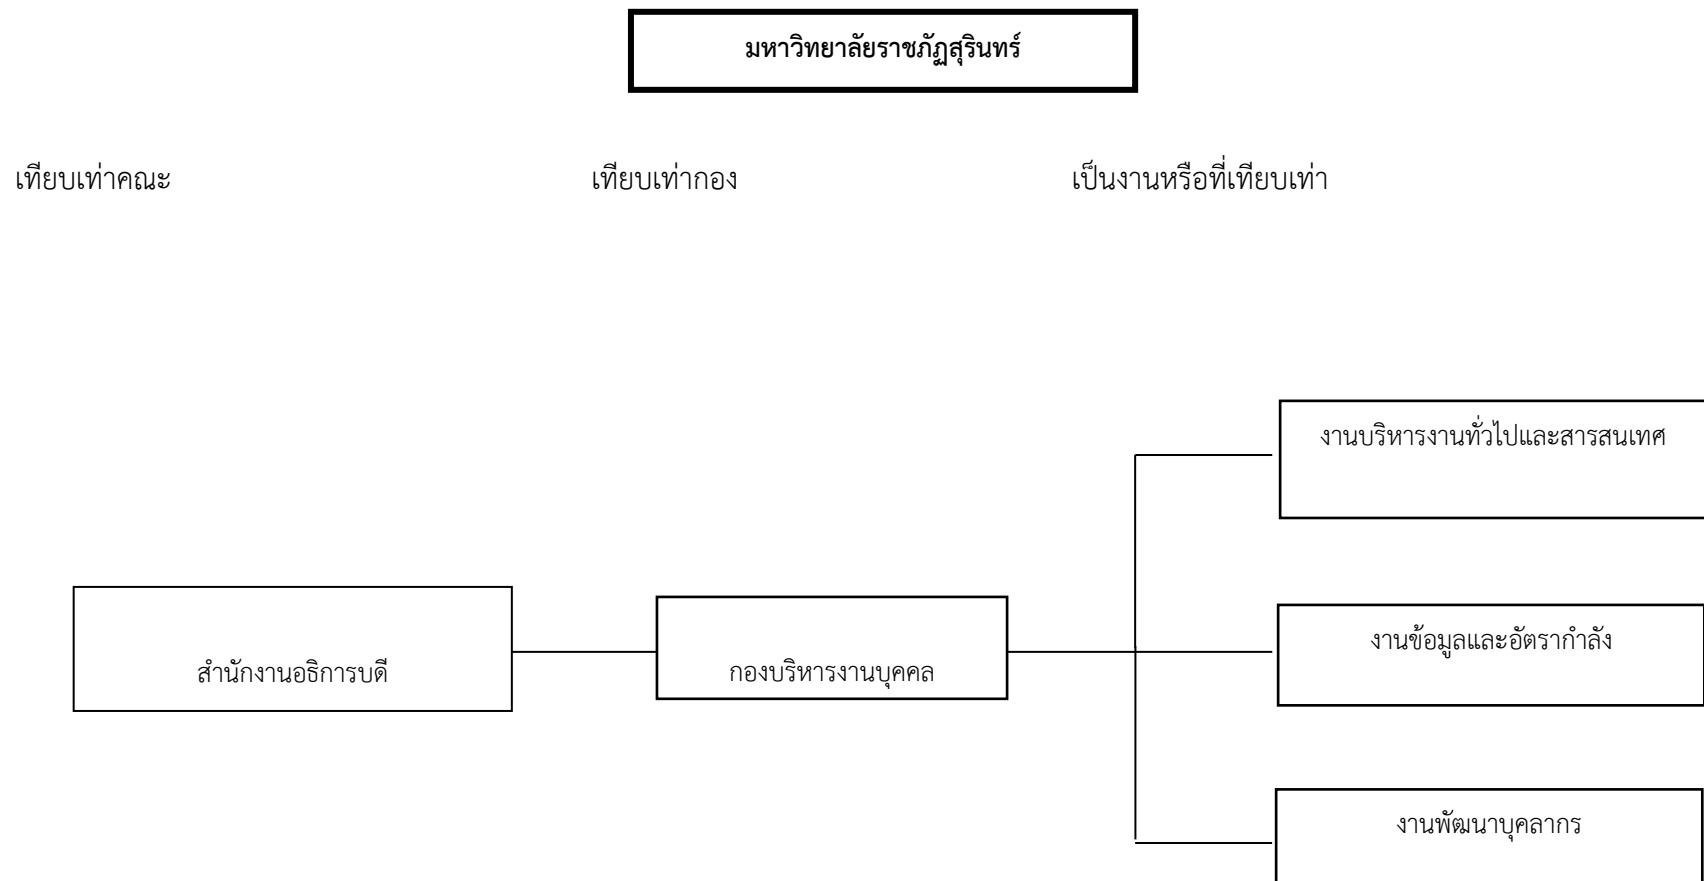 มหาวิทยาลัยราชภัฏสุรินทร์
เทียบเท่าคณะ
เทียบเท่ากอง
เป็นงานหรือที่เทียบเท่า
งานบริหารงานทั่วไปและสารสนเทศ
สำนักงานอธิการบดี
กองบริหารงานบุคคล
งานข้อมูลและอัตรากำลัง
งานพัฒนาบุคลากร